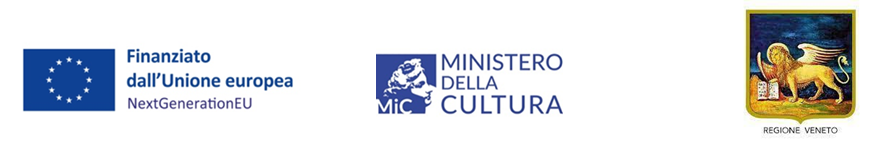 Finanziato
dall'Unione europea
NextGenerationEU
MiC
MINISTERO
DELLA
CULTURA
REGIONE VENETO